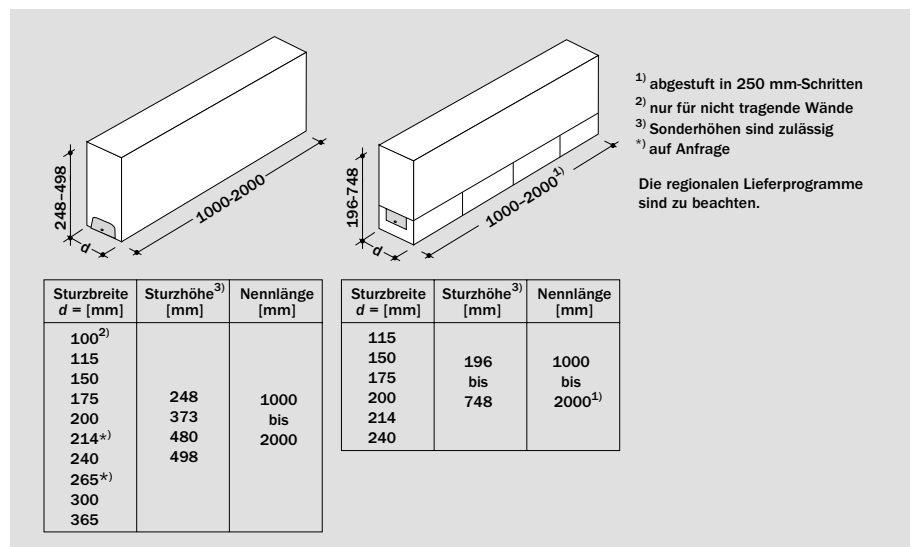 248–498
d
1000-2000
196-748
d
1000–2000¹⁾
¹⁾ abgestuft in 250 mm-Schritten
²⁾ nur für nicht tragende Wände
³⁾ Sonderhöhen sind zulässig
*⁾ auf Anfrage
Die regionalen Lieferprogramme
sind zu beachten.
Sturzbreite Sturzhöhe³⁾ Nennlänge
d = [mm] [mm] [mm]
100²⁾
115
150
175 248 1000
200 373 bis
214*⁾ 480 2000
240 498
265*⁾
300
365
Sturzbreite Sturzhöhe³⁾ Nennlänge
d = [mm] [mm] [mm]
115
150 196 1000
175 bis bis
200 748 2000¹⁾
214
240